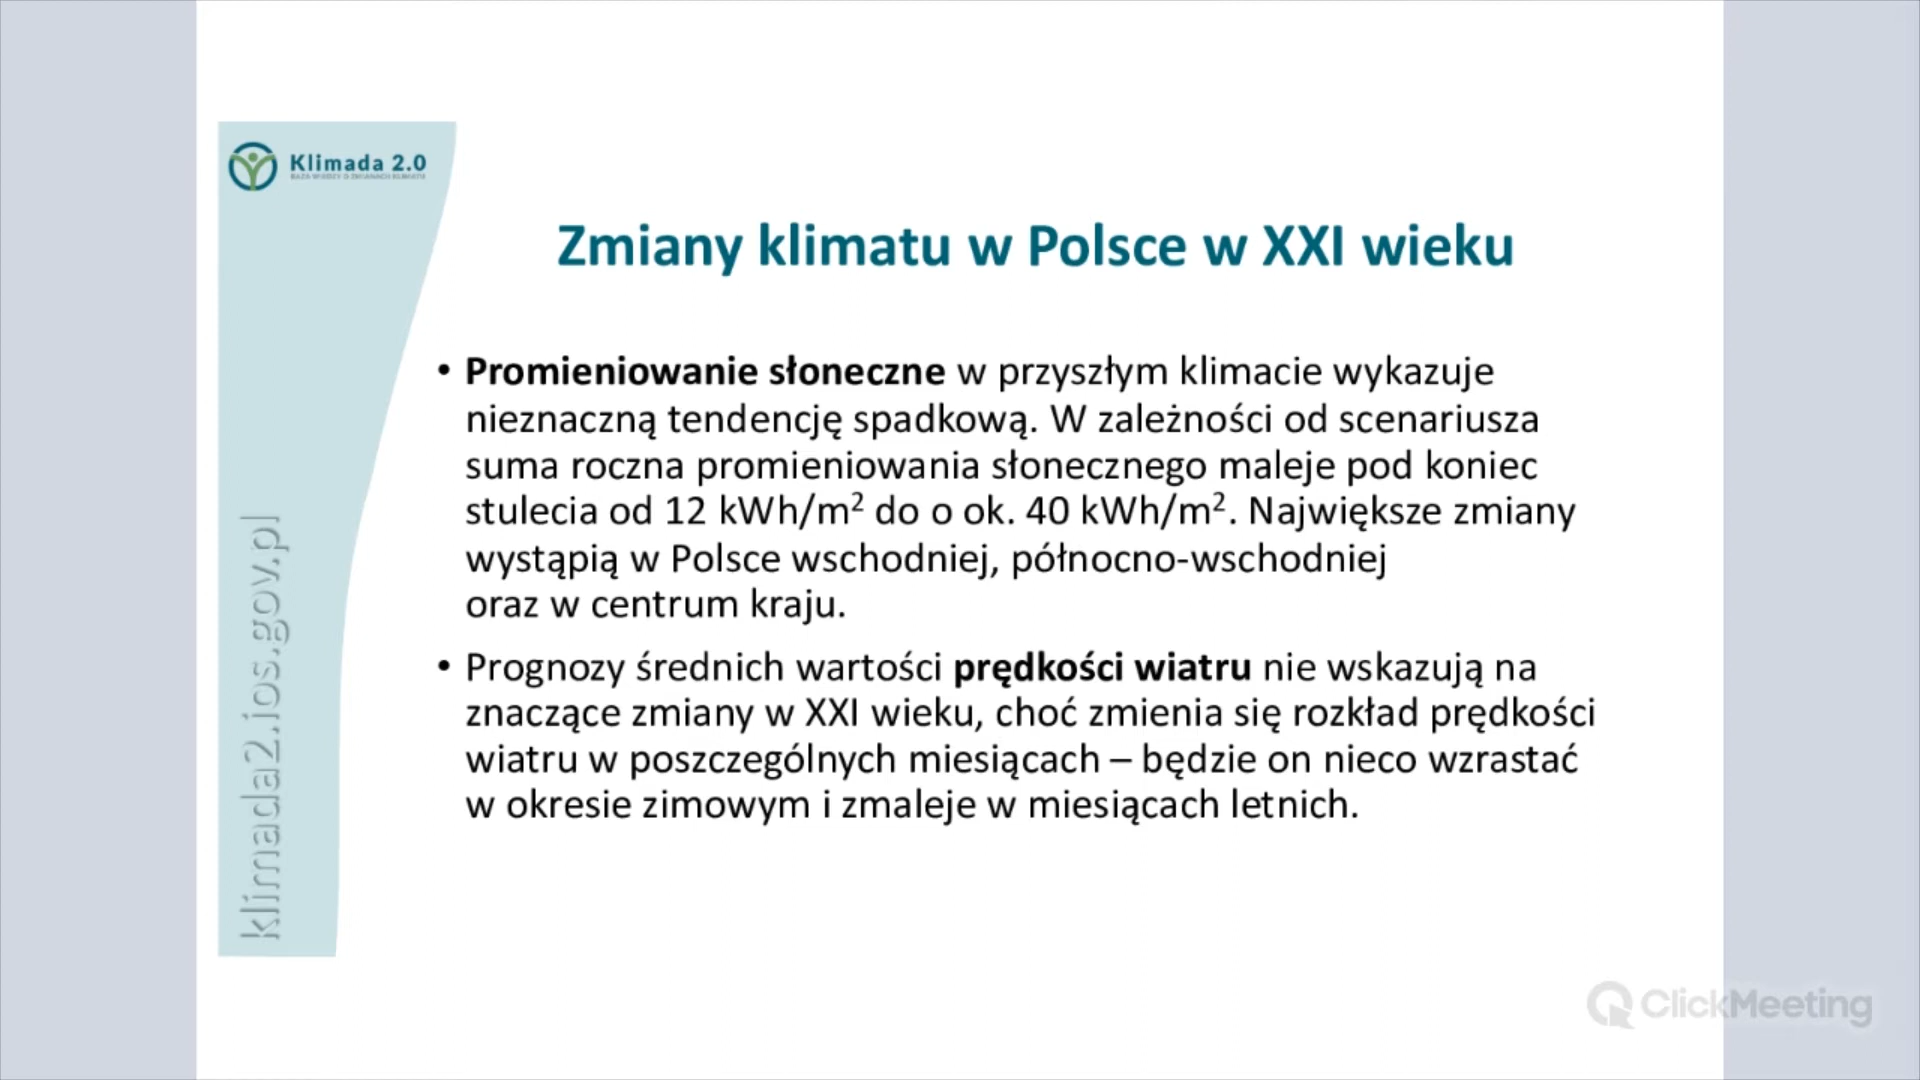 Klimada 2.0
BAZA WIEDZY O ZMIANACH KLIMATU
Zmiany klimatu w Polsce w XXI wieku
• Promieniowanie słoneczne w przyszłym klimacie wykazuje
nieznaczną tendencję spadkową. W zależności od scenariusza
suma roczna promieniowania słonecznego maleje pod koniec
stulecia od 12 kWh/m² do o ok. 40 kWh/m². Największe zmiany
wystąpią w Polsce wschodniej, północno-wschodniej
oraz w centrum kraju.
• Prognozy średnich wartości prędkości wiatru nie wskazują na
znaczące zmiany w XXI wieku, choć zmienia się rozkład prędkości
wiatru w poszczególnych miesiącach – będzie on nieco wzrastać
w okresie zimowym i zmaleje w miesiącach letnich.
klimada2.ios.gov.pl
ClickMeeting